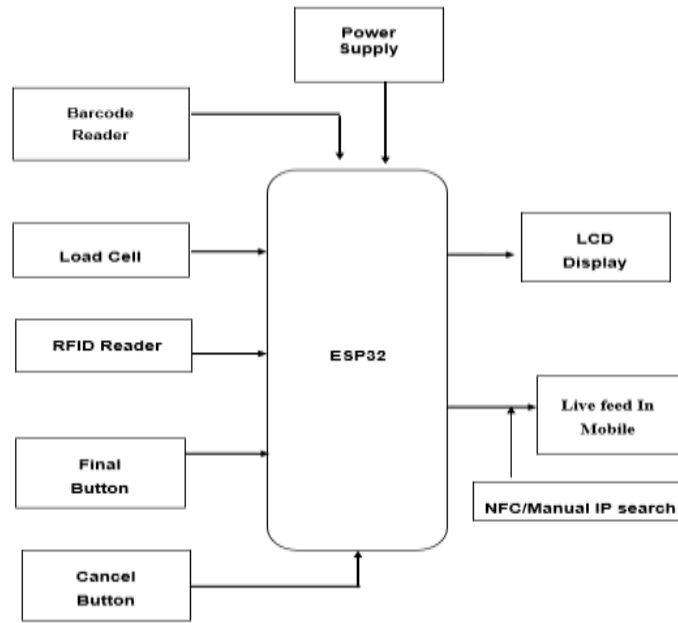 Power
Supply
Barcode
Reader
Load Cell
LCD
Display
RFID Reader
ESP32
Live feed In
Mobile
Final
Button
NFC/Manual IP search
Cancel
Button